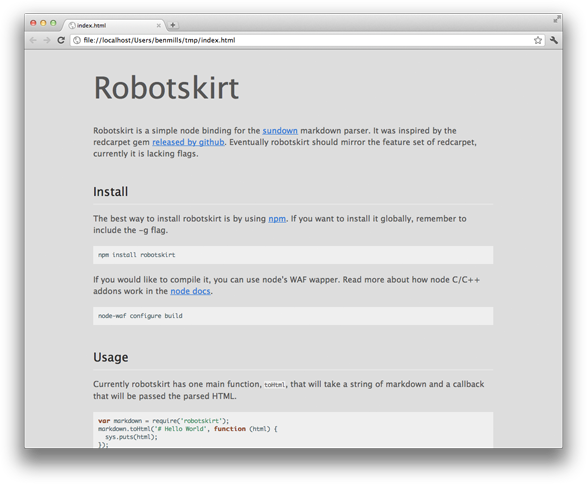 index.html
file://localhost/Users/benmills/tmp/index.html
Robotskirt
Robotskirt is a simple node binding for the sundown markdown parser. It was inspired by the
redcarpet gem released by github. Eventually robotskirt should mirror the feature set of redcarpet,
currently it is lacking flags.
Install
The best way to install robotskirt is by using npm. If you want to install it globally, remember to
include the -g flag.
npm install robotskirt
If you would like to compile it, you can use node's WAF wapper. Read more about how node C/C++
addons work in the node docs.
node-waf configure build
Usage
Currently robotskirt has one main function, toHtml, that will take a string of markdown and a callback
that will be passed the parsed HTML.
var markdown = require('robotskirt');
markdown.toHtml('# Hello World', function (html) {
  sys.puts(html);
});